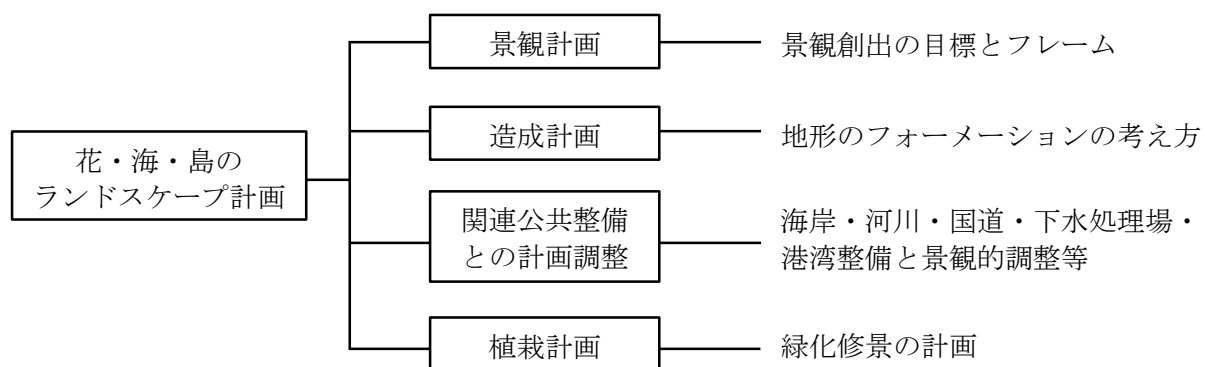 花・海・島の
ランドスケープ計画
景観計画
景観創出の目標とフレーム
造成計画
地形のフォーメーションの考え方
関連公共整備
との計画調整
海岸・河川・国道・下水処理場・
港湾整備と景観的調整等
植栽計画
緑化修景の計画